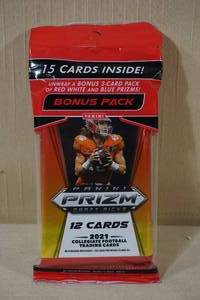 15 CARDS INSIDE!
UNWRAP A BONUS 3-CARD PACK
OF RED WHITE AND BLUE PRIZMS!
BONUS PACK
PANINI
PANINI
PRIZM
DRAFT PICKS
12 CARDS
2021
COLLEGIATE FOOTBALL
TRADING CARDS